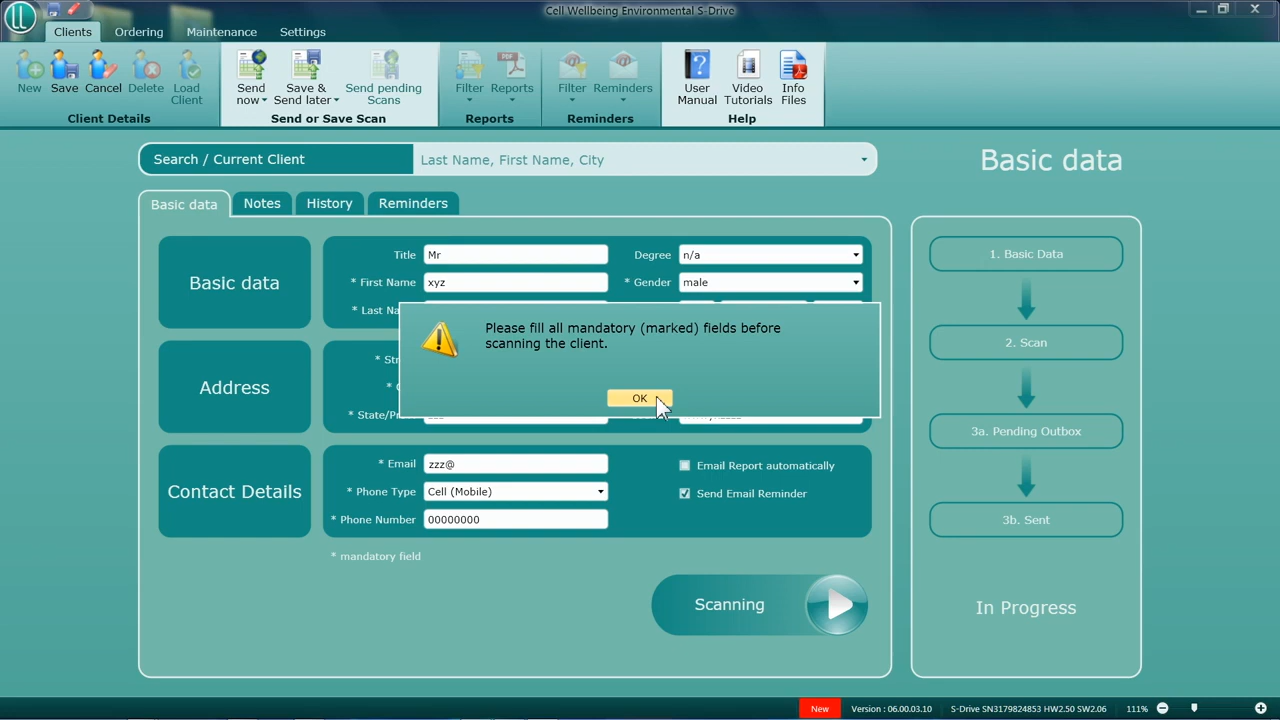 Cell Wellbeing Environmental S-Drive
Clients
Ordering
Maintenance
Settings
New
Save
Cancel
Delete
Load
Client
Send
now
Save &
Send later
Send pending
Scans
Filter
Reports
Filter
Reminders
User
Manual
Video
Tutorials
Info
Files
Client Details
Send or Save Scan
Reports
Reminders
Help
Search / Current Client
Last Name, First Name, City
Basic data
Basic data
Notes
History
Reminders
Basic data
Title
Mr
Degree
n/a
* First Name
xyz
* Gender
male
* Last
Please fill all mandatory (marked) fields before
scanning the client.
OK
Address
* State/
Contact Details
* Email
zzz@
Email Report automatically
* Phone Type
Cell (Mobile)
Send Email Reminder
* Phone Number
00000000
* mandatory field
Scanning
1. Basic Data
2. Scan
3a. Pending Outbox
3b. Sent
In Progress
New
Version : 06.00.03.10
S-Drive SN3179824853 HW2.50 SW2.06
111%